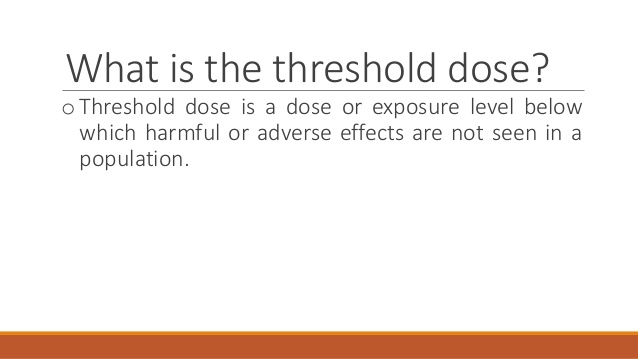 What is the threshold dose?
o Threshold dose is a dose or exposure level below
which harmful or adverse effects are not seen in a
population.